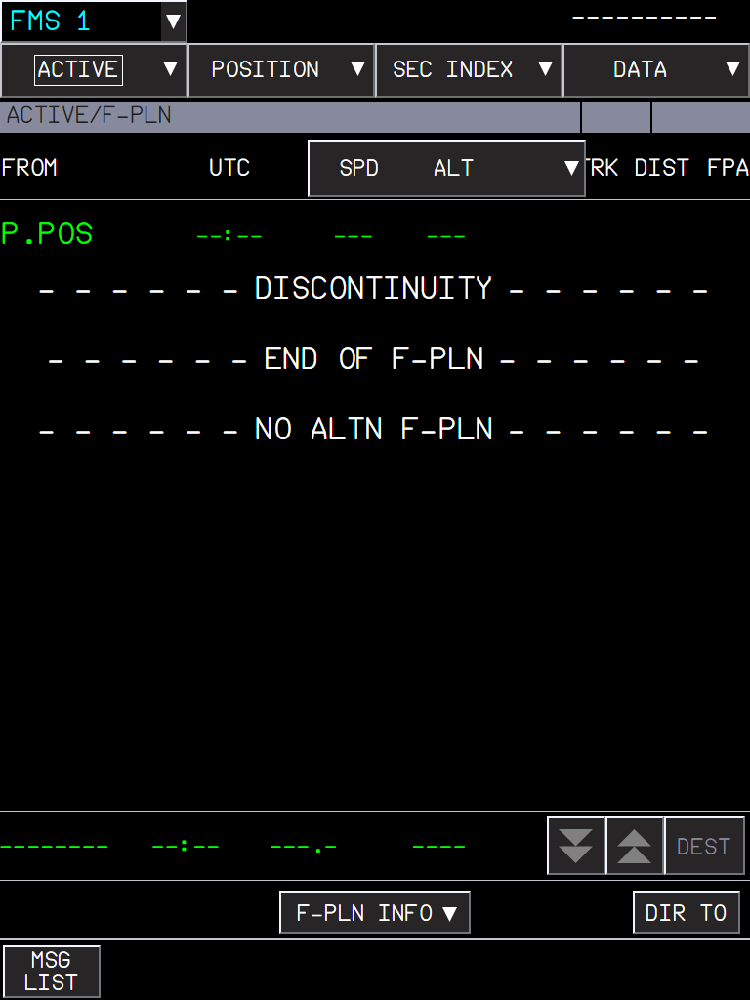 FMS 1 ▼ ----------
ACTIVE ▼ POSITION ▼ SEC INDEX ▼ DATA ▼
ACTIVE/F-PLN
FROM UTC SPD ALT ▼ TRK DIST FPA
P.POS --:-- --- ---
- - - - - - DISCONTINUITY - - - - - -
- - - - - - END OF F-PLN - - - - - -
- - - - - - NO ALTN F-PLN - - - - - -
-------- --:-- ---.- ---- DEST
F-PLN INFO ▼ DIR TO
MSG
LIST